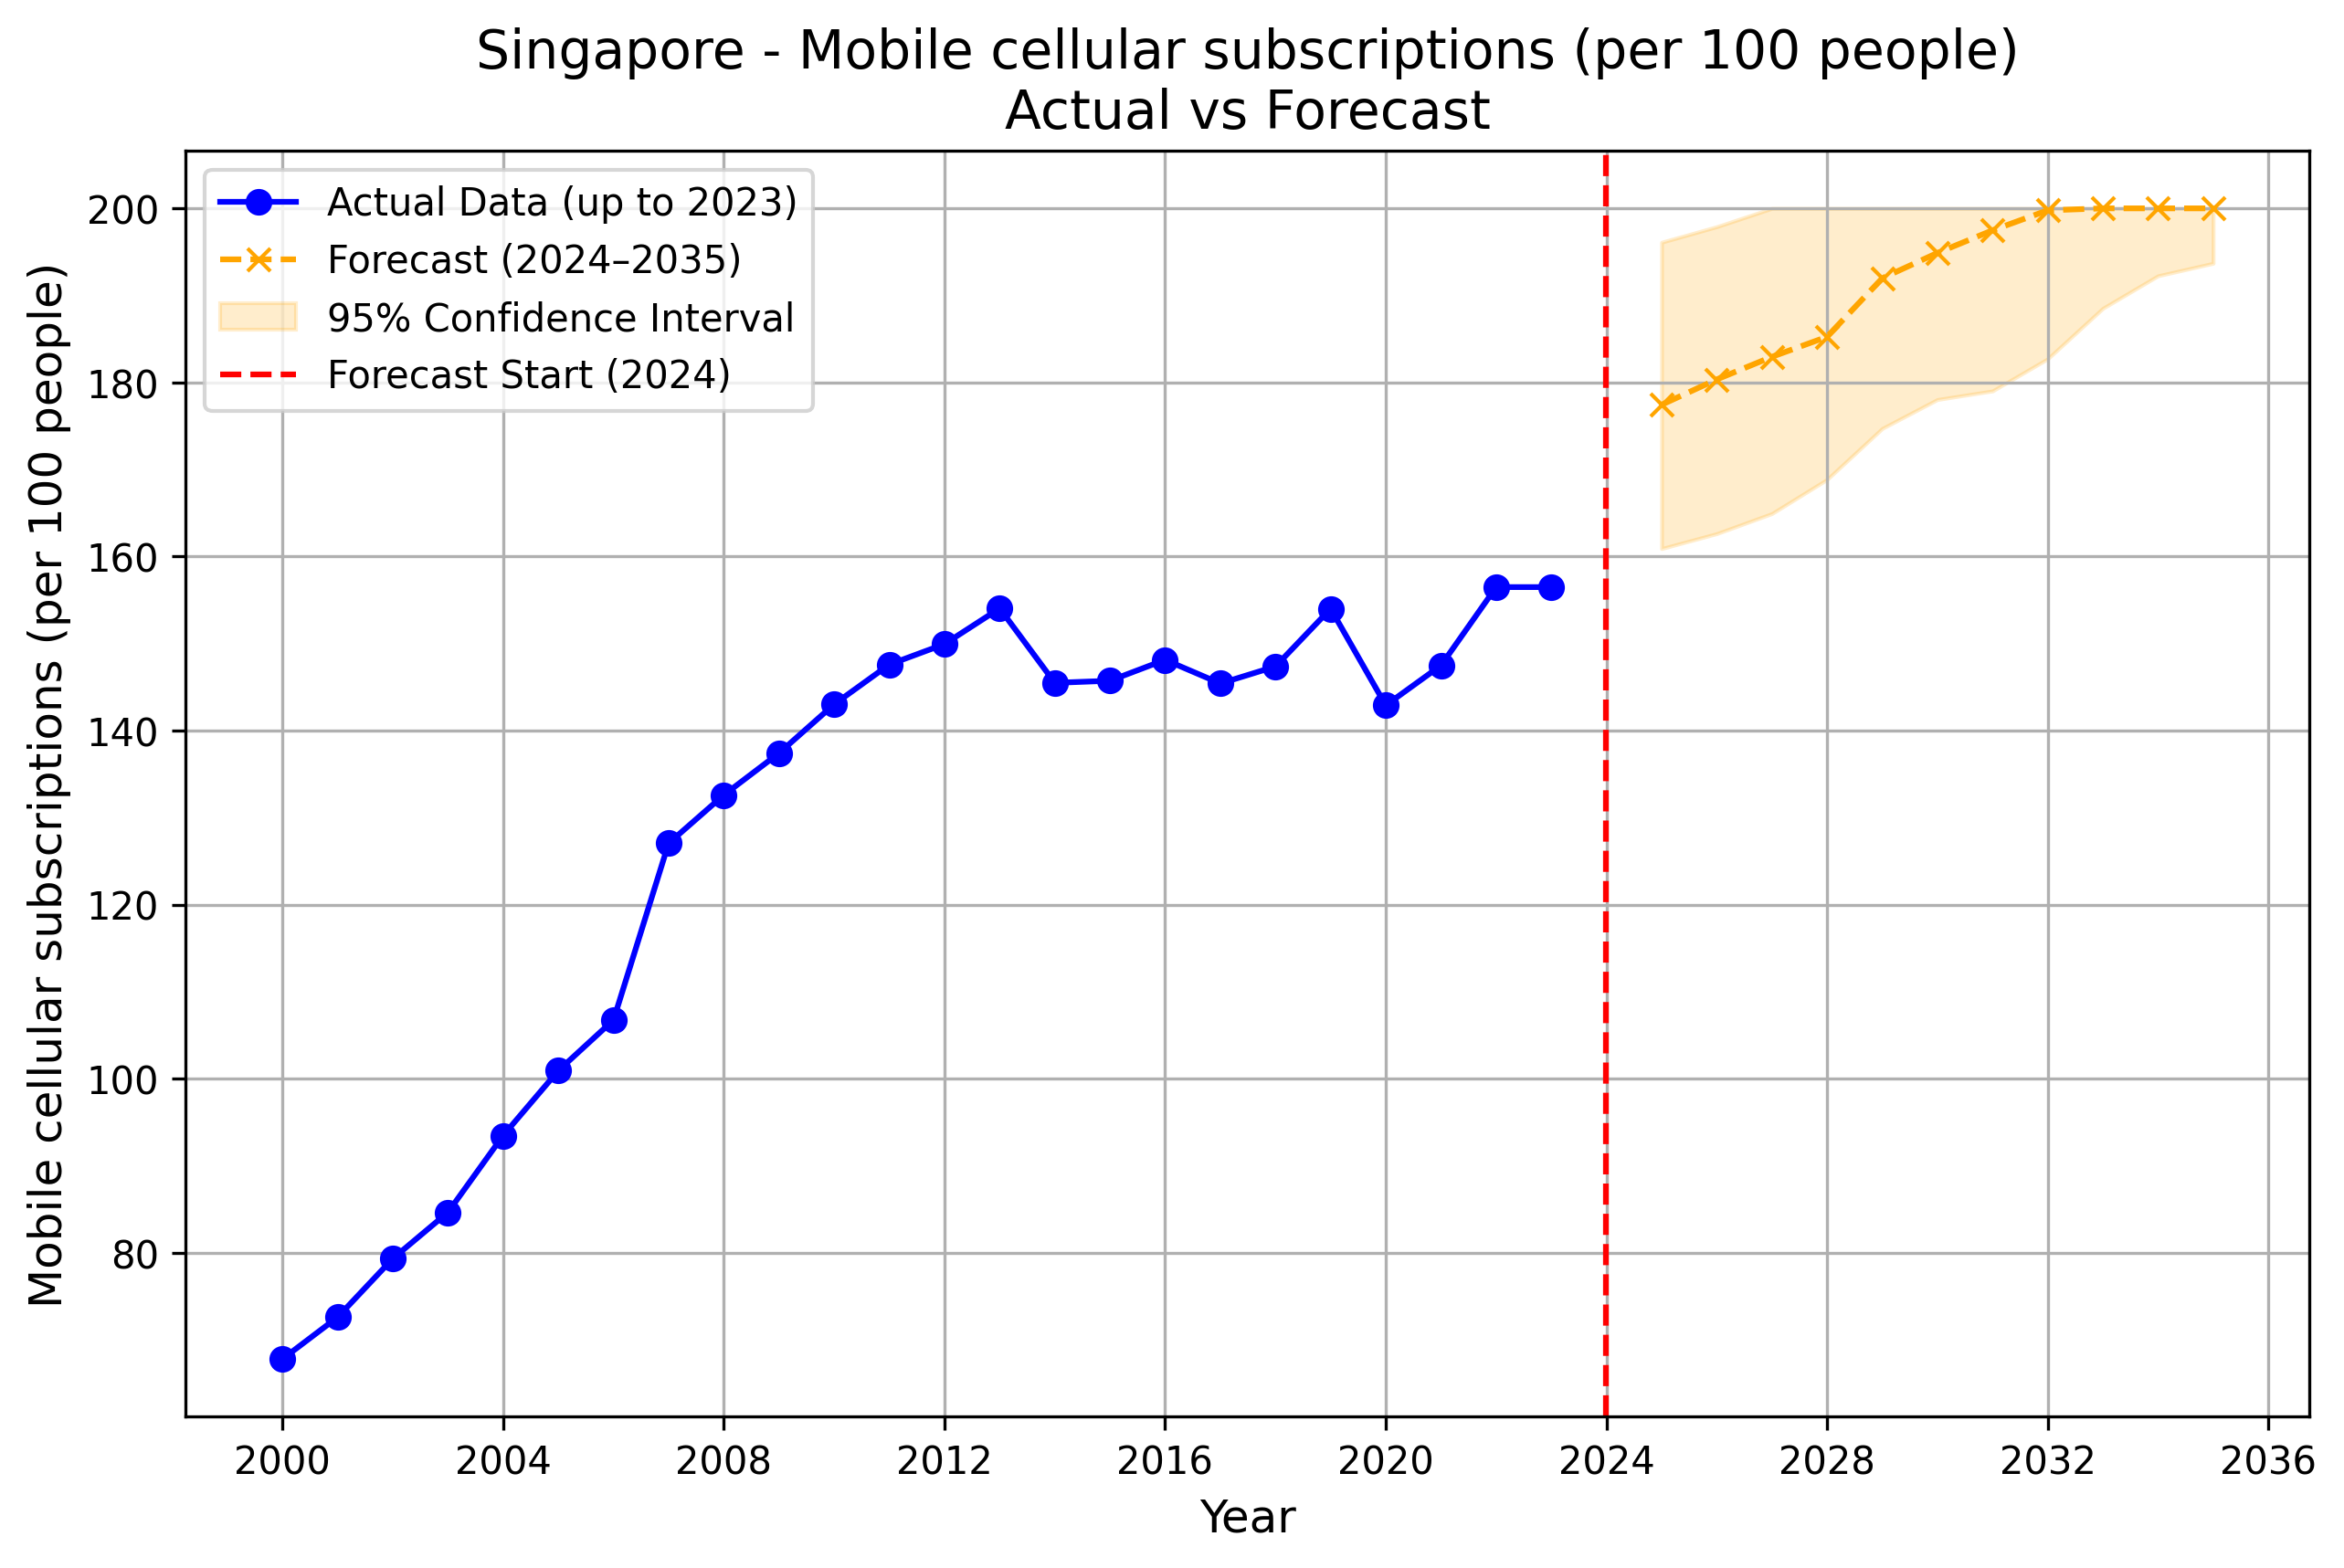 Singapore - Mobile cellular subscriptions (per 100 people)
Actual vs Forecast
Actual Data (up to 2023)
Forecast (2024–2035)
95% Confidence Interval
Forecast Start (2024)
Mobile cellular subscriptions (per 100 people)
200
180
160
140
120
100
80
2000 2004 2008 2012 2016 2020 2024 2028 2032 2036
Year